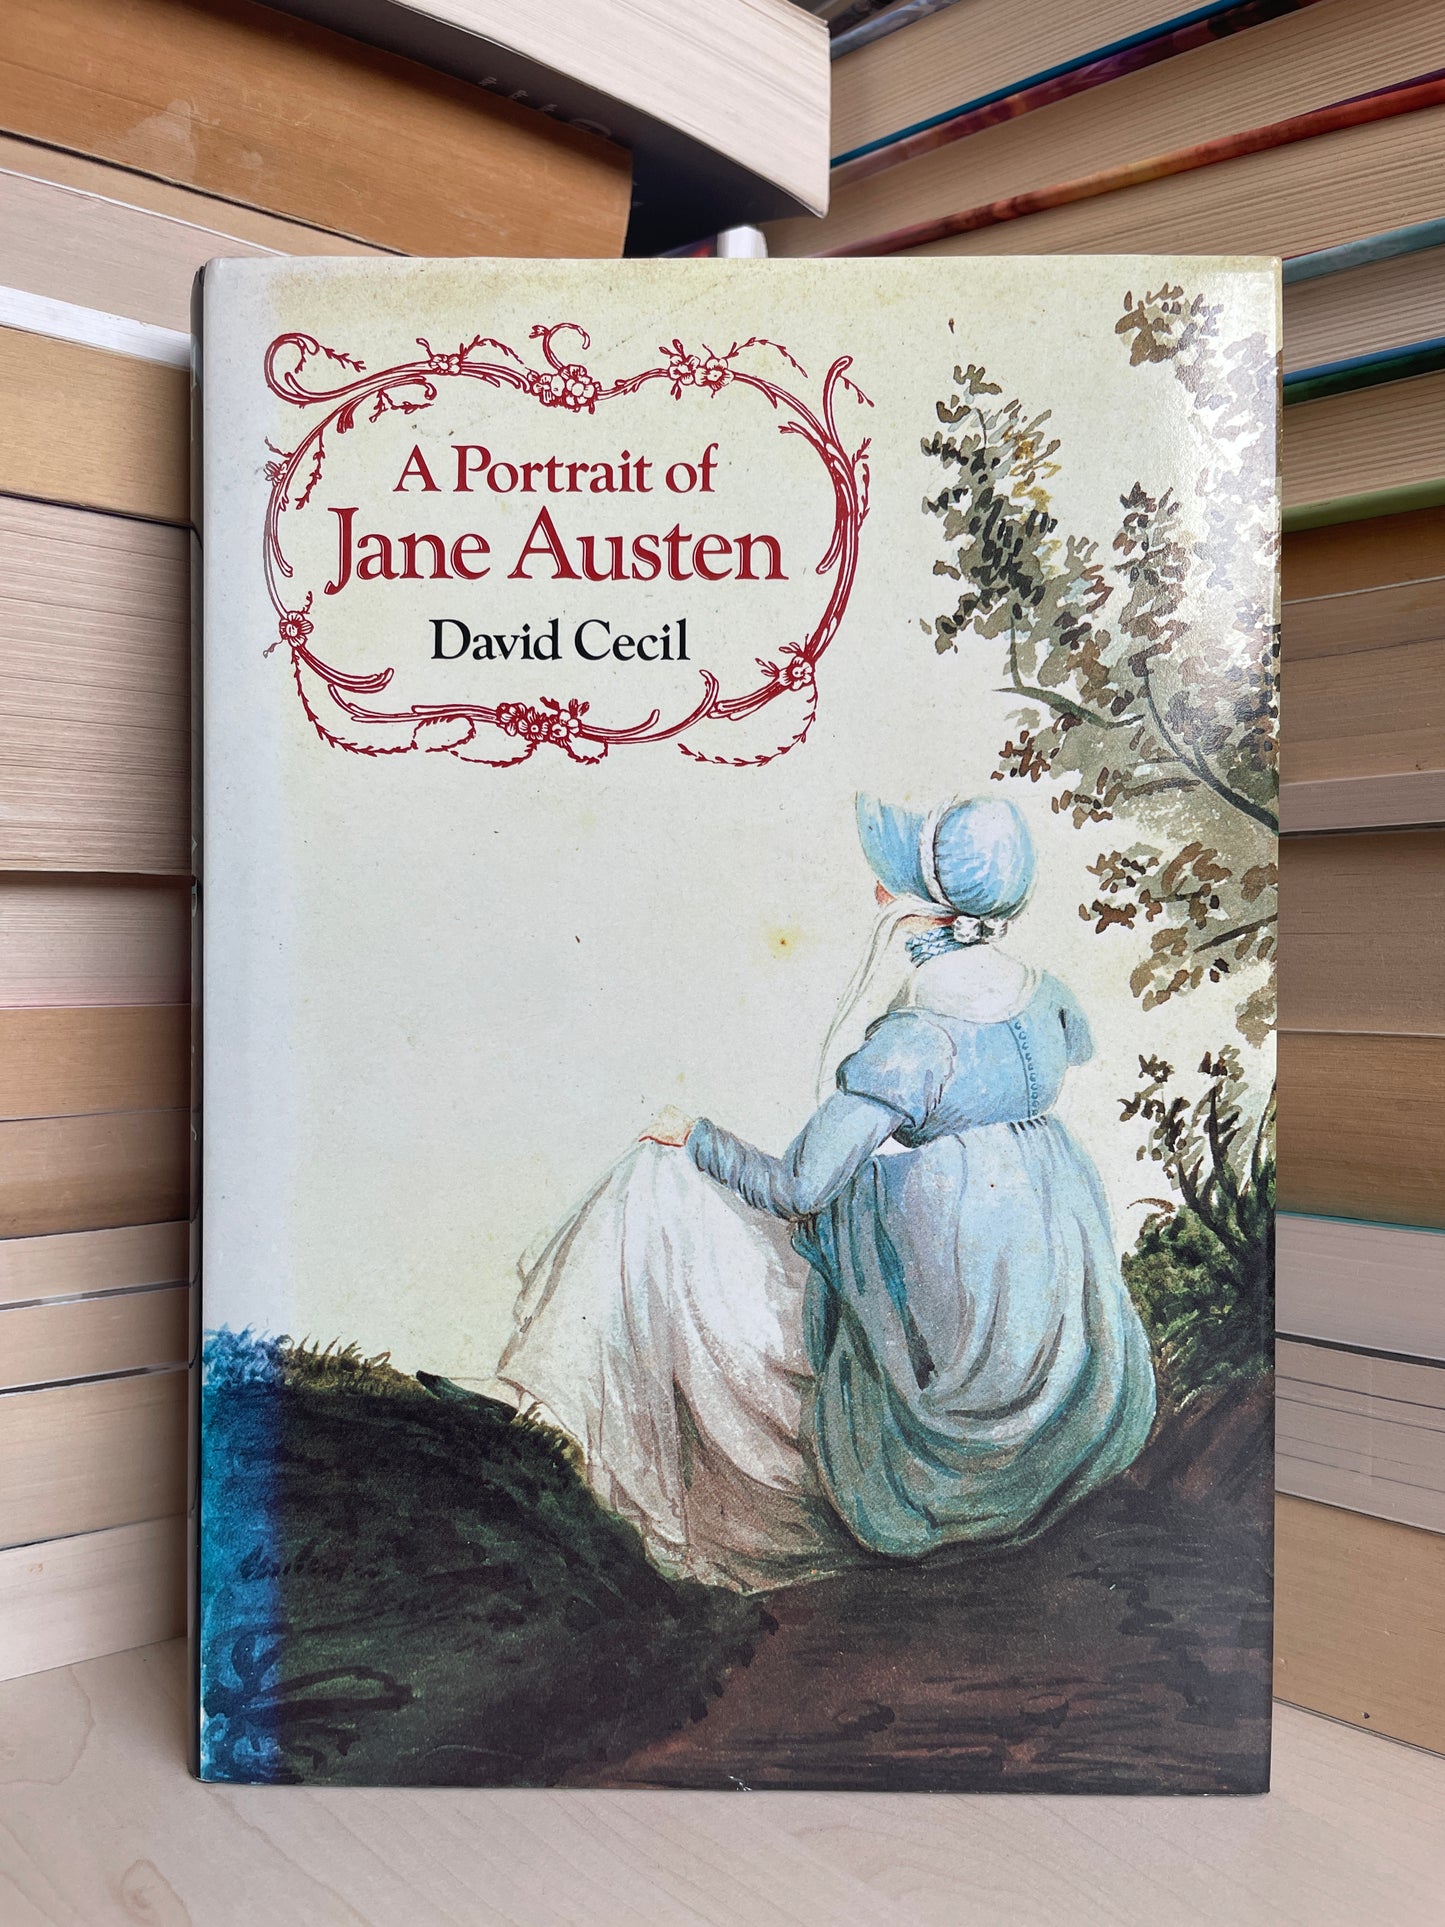 A Portrait of
Jane Austen
David Cecil